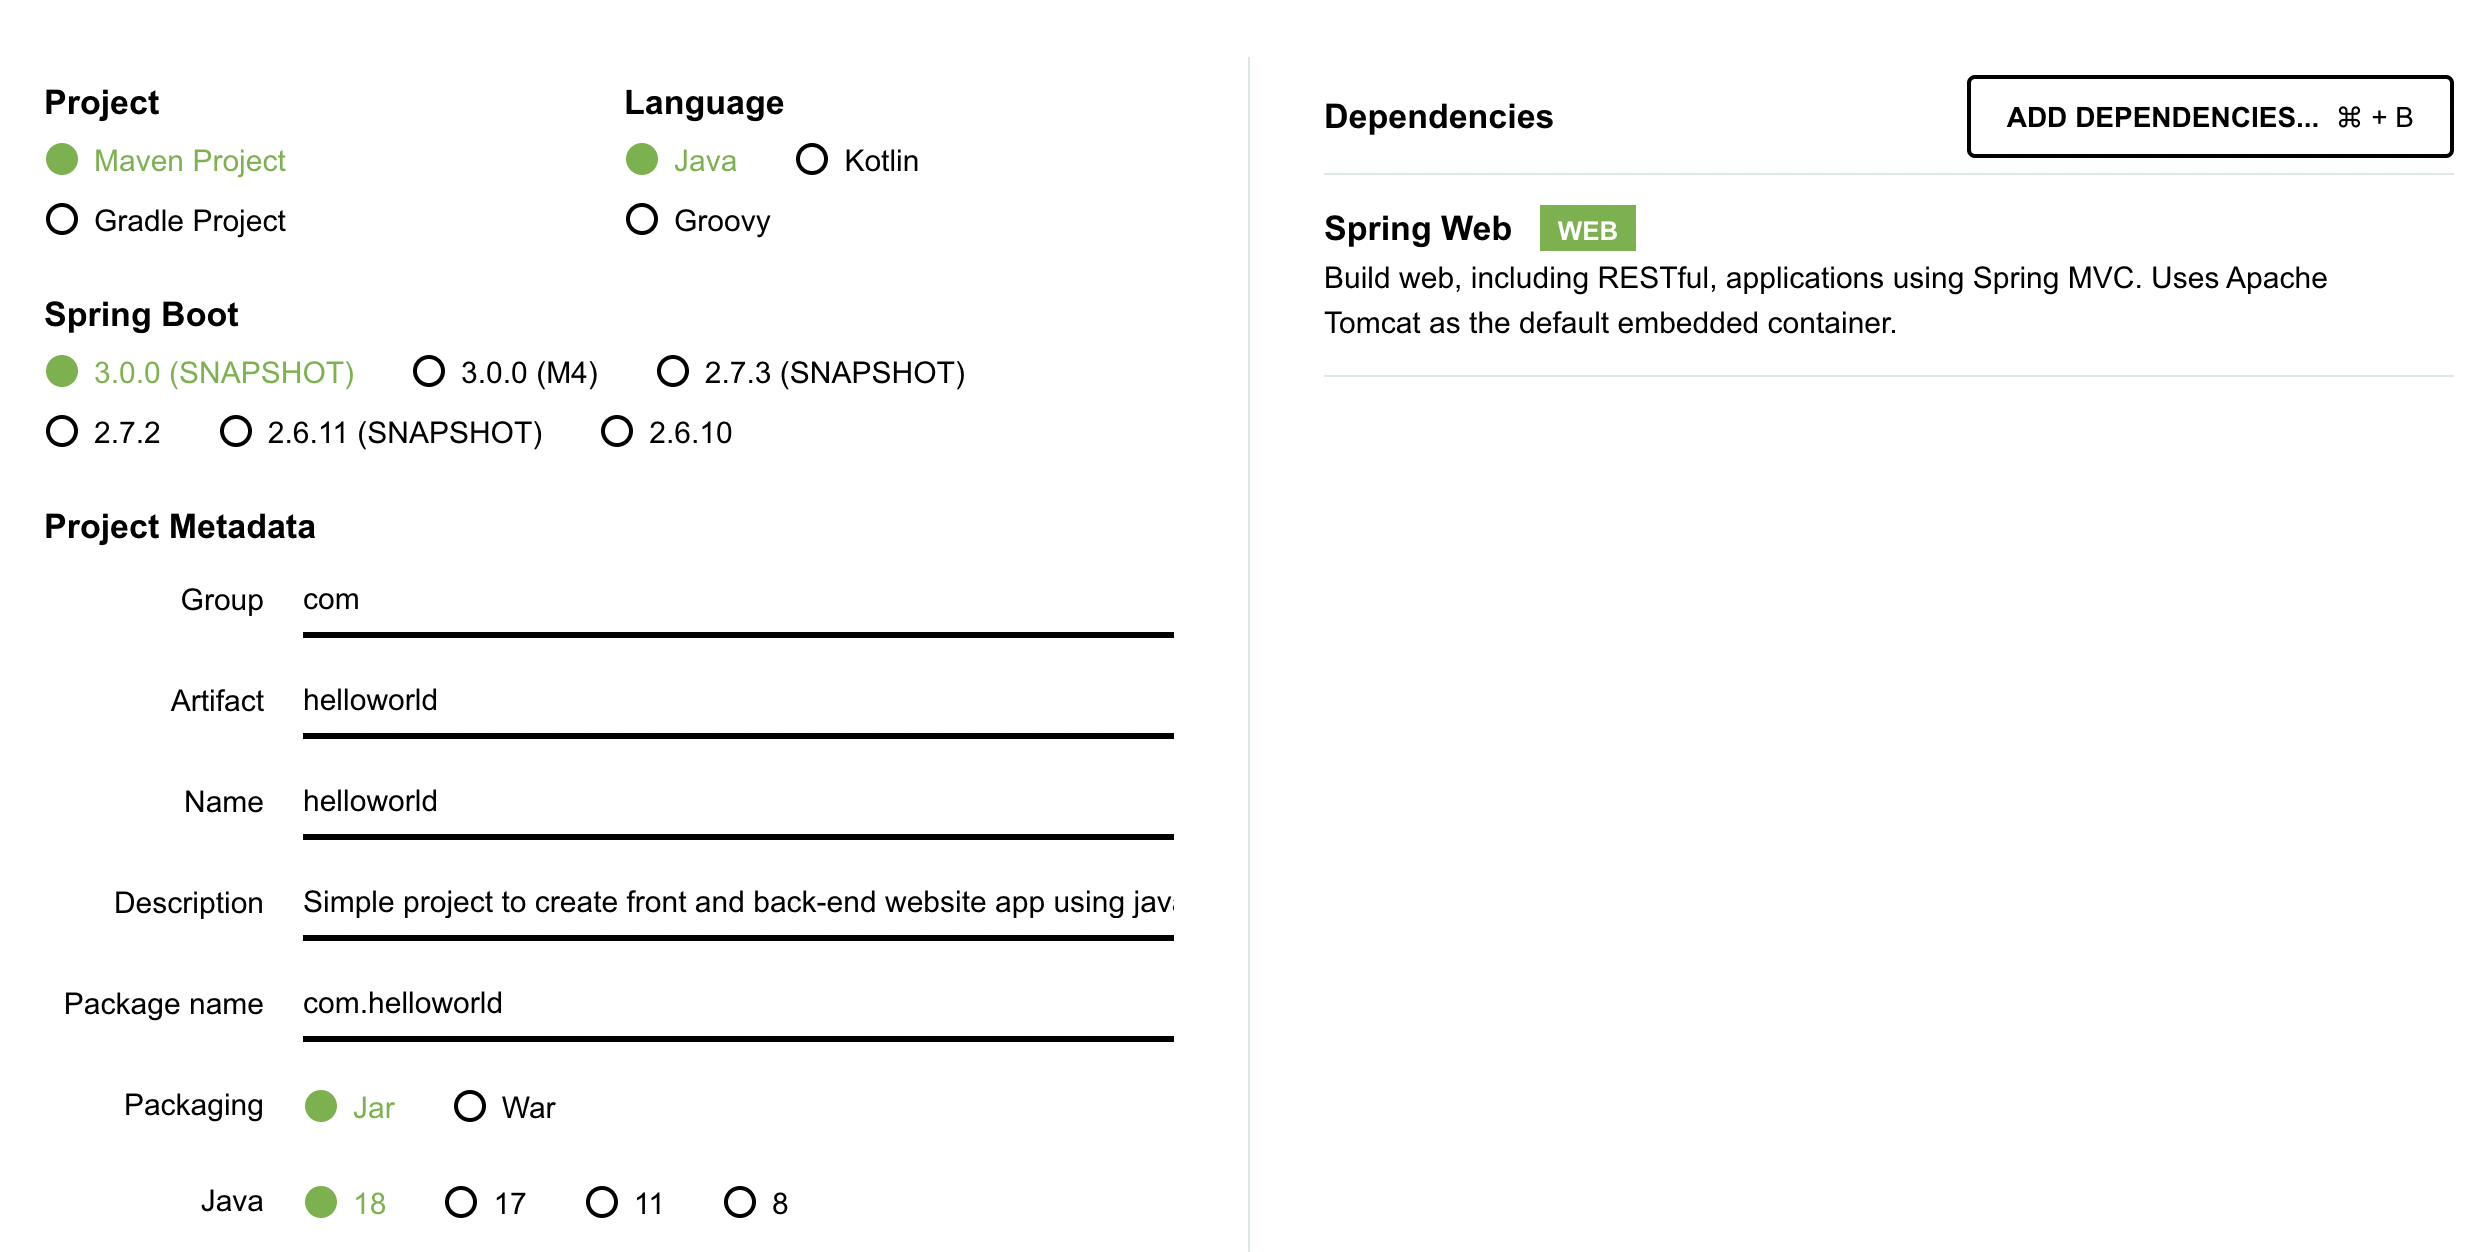 Project
Maven Project
Gradle Project
Language
Java Kotlin
Groovy
Spring Boot
3.0.0 (SNAPSHOT) 3.0.0 (M4) 2.7.3 (SNAPSHOT)
2.7.2 2.6.11 (SNAPSHOT) 2.6.10
Project Metadata
Group com
Artifact helloworld
Name helloworld
Description Simple project to create front and back-end website app using java
Package name com.helloworld
Packaging Jar War
Java 18 17 11 8
Dependencies
ADD DEPENDENCIES... ⌘ + B
Spring Web WEB
Build web, including RESTful, applications using Spring MVC. Uses Apache
Tomcat as the default embedded container.